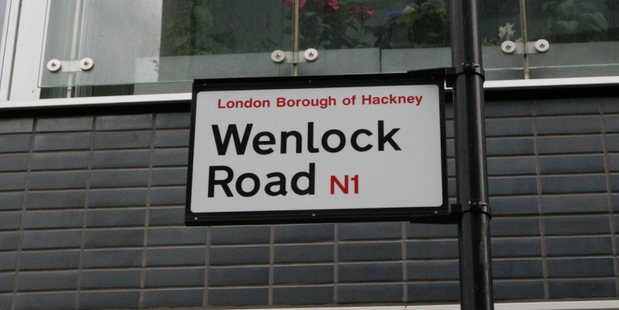 London Borough of Hackney
Wenlock
Road N1